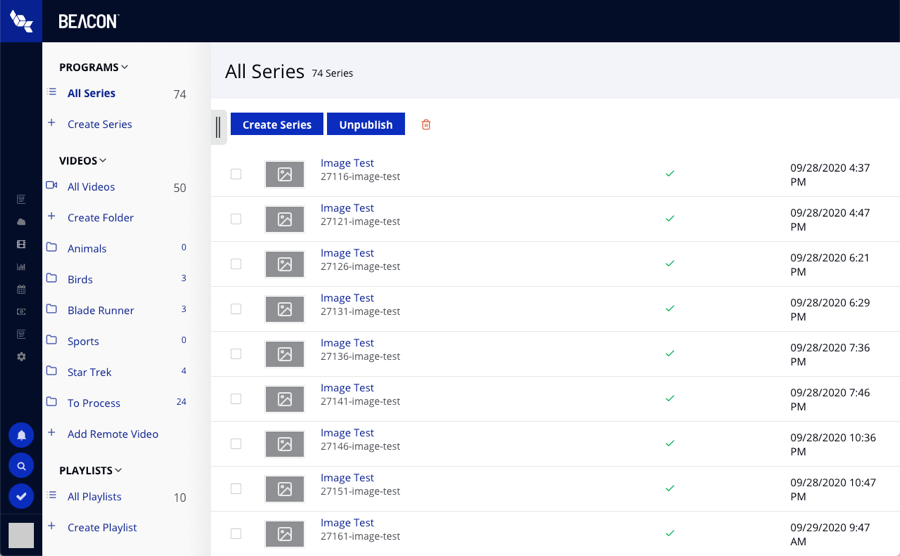 BEACON
PROGRAMS
All Series 74
Create Series
VIDEOS
All Videos 50
Create Folder
Animals 0
Birds 3
Blade Runner 3
Sports 0
Star Trek 4
To Process 24
Add Remote Video
PLAYLISTS
All Playlists 10
Create Playlist
All Series 74 Series
Create Series Unpublish
Image Test
27116-image-test
09/28/2020 4:37
PM
Image Test
27121-image-test
09/28/2020 4:47
PM
Image Test
27126-image-test
09/28/2020 6:21
PM
Image Test
27131-image-test
09/28/2020 6:29
PM
Image Test
27136-image-test
09/28/2020 7:36
PM
Image Test
27141-image-test
09/28/2020 7:46
PM
Image Test
27146-image-test
09/28/2020 10:36
PM
Image Test
27151-image-test
09/28/2020 10:47
PM
Image Test
27161-image-test
09/29/2020 9:47
AM